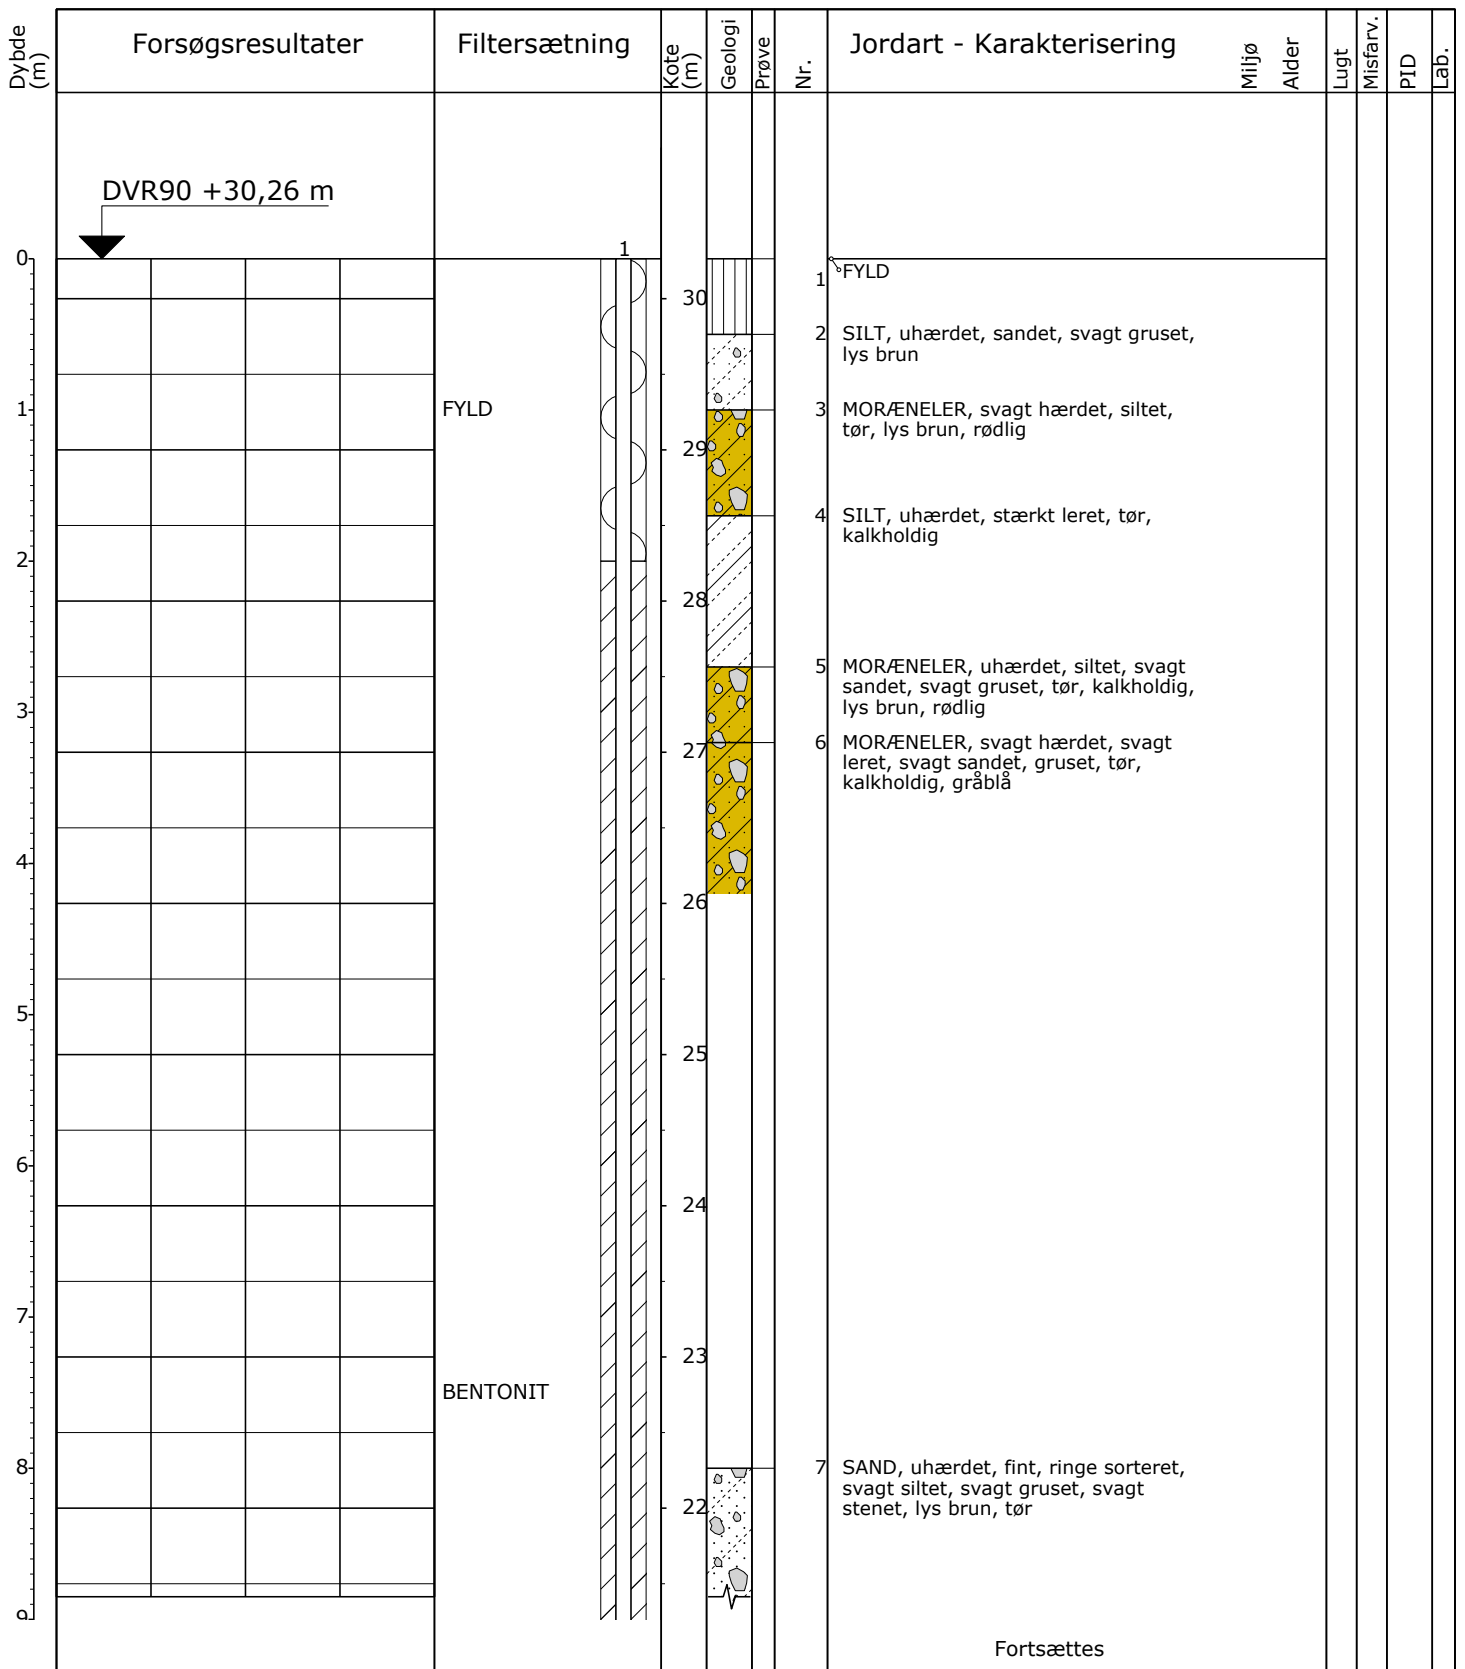 Dybde
(m)
Forsøgsresultater
Filtersætning
Kote
(m)
Geologi
Prøve
Nr.
Jordart - Karakterisering
Miljø
Alder
Lugt
Misfarv.
PID
Lab.
DVR90 +30,26 m
1
0
FYLD
1
30
2 SILT, uhærdet, sandet, svagt gruset,
lys brun
1
FYLD
3 MORÆNELER, svagt hærdet, siltet,
tør, lys brun, rødlig
29
4 SILT, uhærdet, stærkt leret, tør,
kalkholdig
2
28
5 MORÆNELER, uhærdet, siltet, svagt
sandet, svagt gruset, tør, kalkholdig,
lys brun, rødlig
3
27
6 MORÆNELER, svagt hærdet, svagt
leret, svagt sandet, gruset, tør,
kalkholdig, gråblå
4
26
5
25
6
24
7
23
BENTONIT
8
7 SAND, uhærdet, fint, ringe sorteret,
svagt siltet, svagt gruset, svagt
stenet, lys brun, tør
22
9
Fortsættes